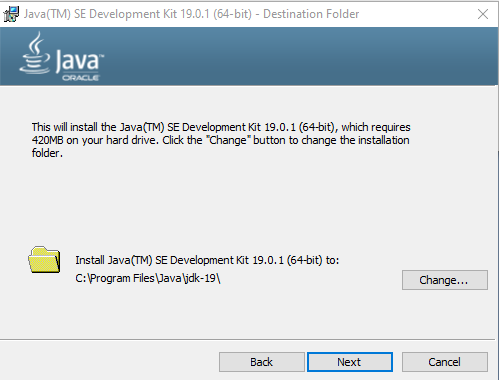 Java(TM) SE Development Kit 19.0.1 (64-bit) - Destination Folder
Java™
ORACLE
This will install the Java(TM) SE Development Kit 19.0.1 (64-bit), which requires
420MB on your hard drive. Click the "Change" button to change the installation
folder.
Install Java(TM) SE Development Kit 19.0.1 (64-bit) to:
C:\Program Files\Java\jdk-19\
Change...
Back
Next
Cancel